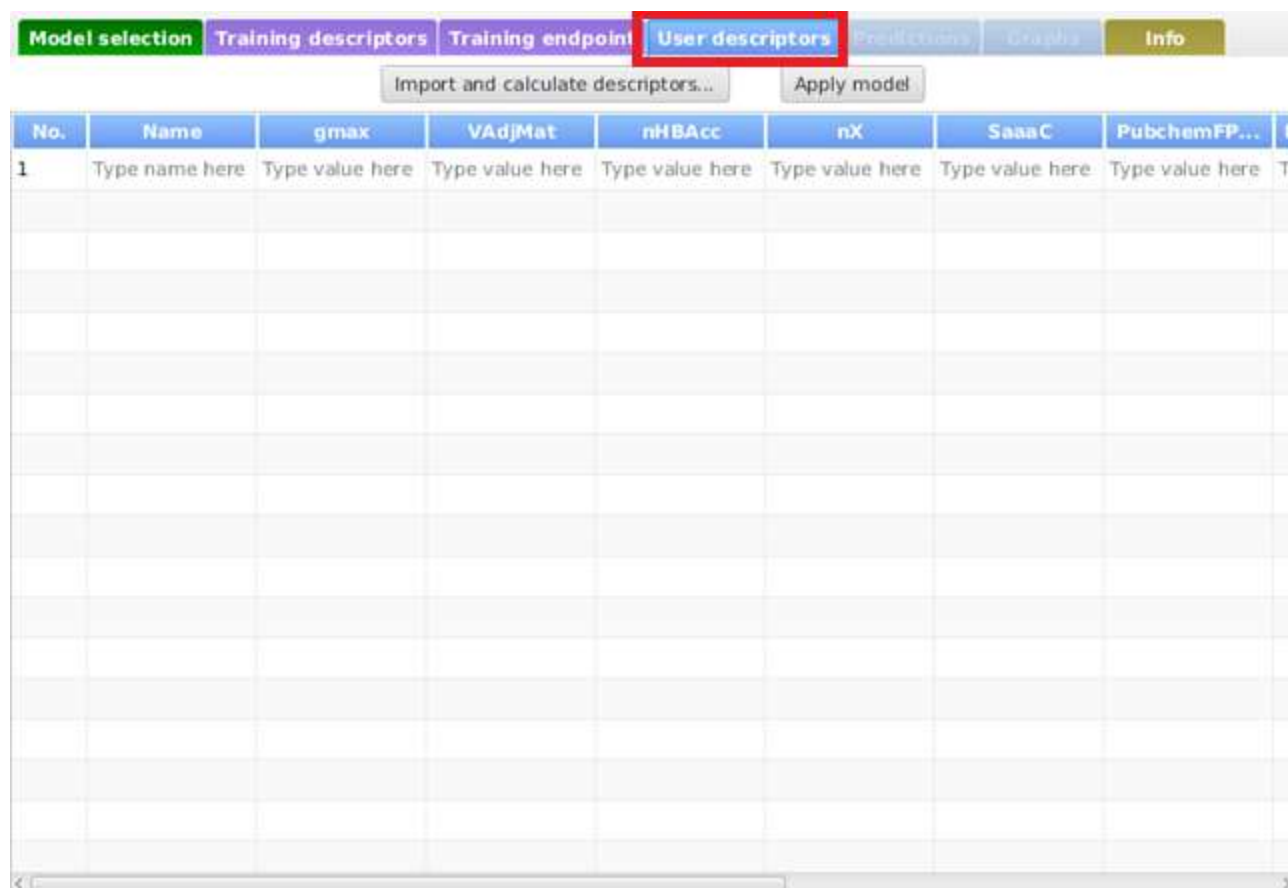 Model selection Training descriptors Training endpoint User descriptors Predictions Graphs Info
Import and calculate descriptors... Apply model
No. Name gmax VAdjMat nHBAcc nX SaaaC PubchemFP...
1 Type name here Type value here Type value here Type value here Type value here Type value here Type value here T